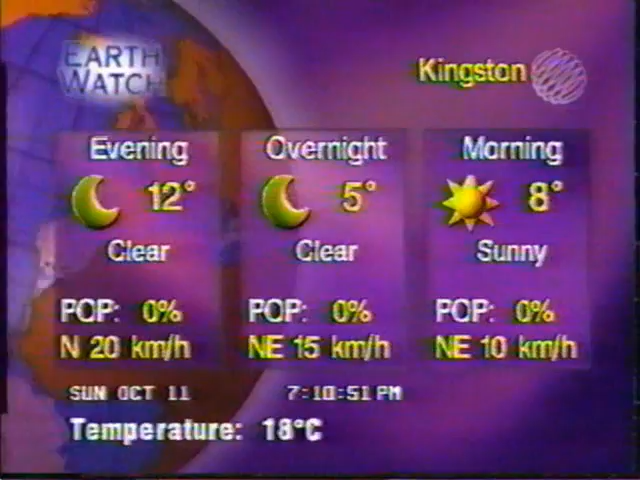 EARTH
WATCH
Kingston
Evening
12°
Clear
POP: 0%
N 20 km/h
Overnight
5°
Clear
POP: 0%
NE 15 km/h
Morning
8°
Sunny
POP: 0%
NE 10 km/h
SUN OCT 11 7:10:51 PM
Temperature: 18°C